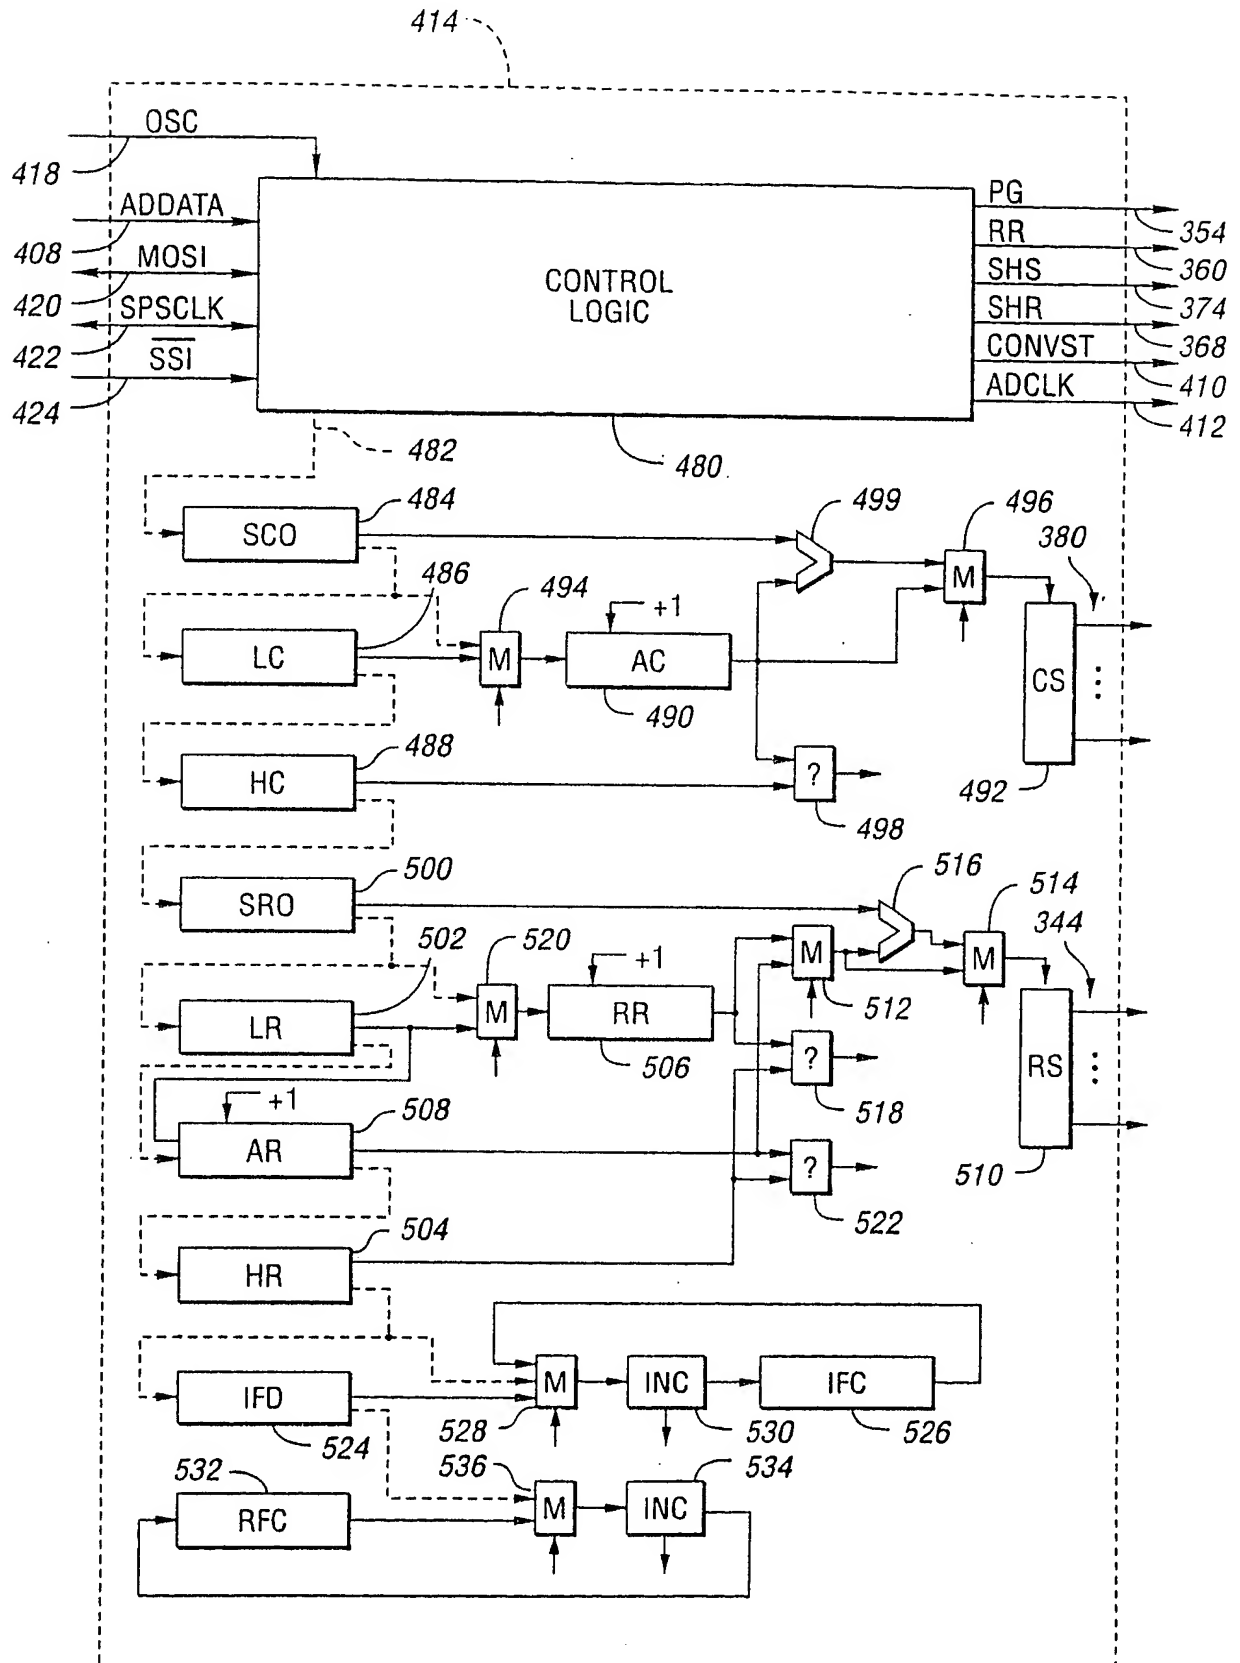 414
OSC
418
ADDATA
408
MOSI
420
SPSCLK
422
SSI
424
CONTROL
LOGIC
PG
354
RR
360
SHS
374
SHR
368
CONVST
410
ADCLK
412
482
480
SCO
484
499
496
380
LC
486
494
M
+1
AC
490
M
CS
492
HC
488
?
498
SRO
500
516
514
344
LR
502
520
M
+1
RR
506
M
512
M
RS
510
?
518
+1
AR
508
?
522
HR
504
IFD
524
M
528
INC
530
IFC
526
532
RFC
536
M
INC
534